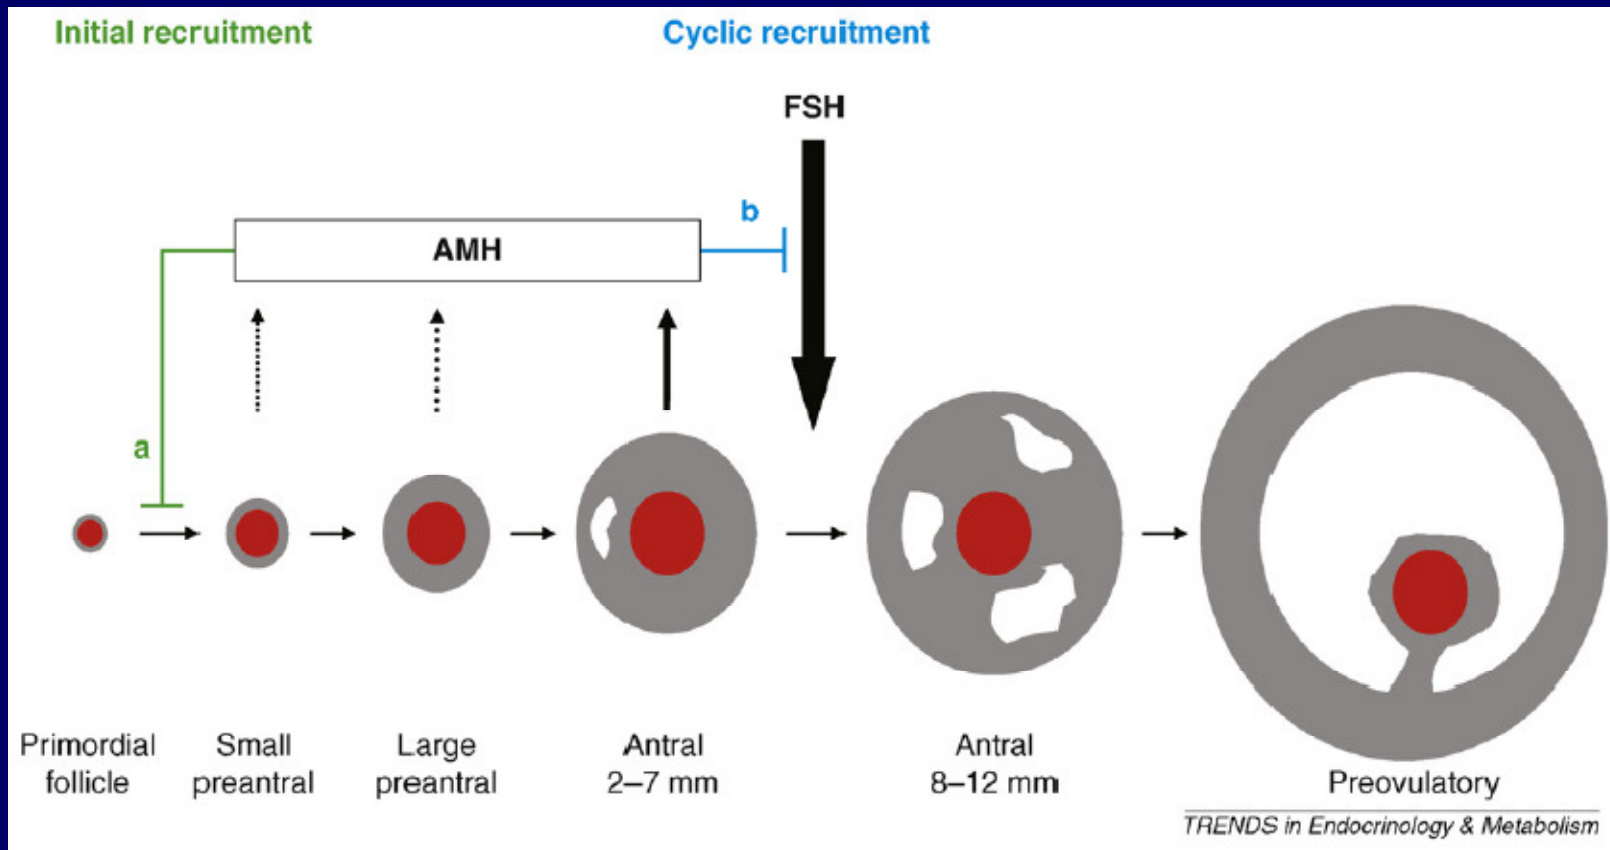 Initial recruitment
Cyclic recruitment
FSH
b
AMH
a
Primordial
follicle
Small
preantral
Large
preantral
Antral
2–7 mm
Antral
8–12 mm
Preovulatory
TRENDS in Endocrinology & Metabolism